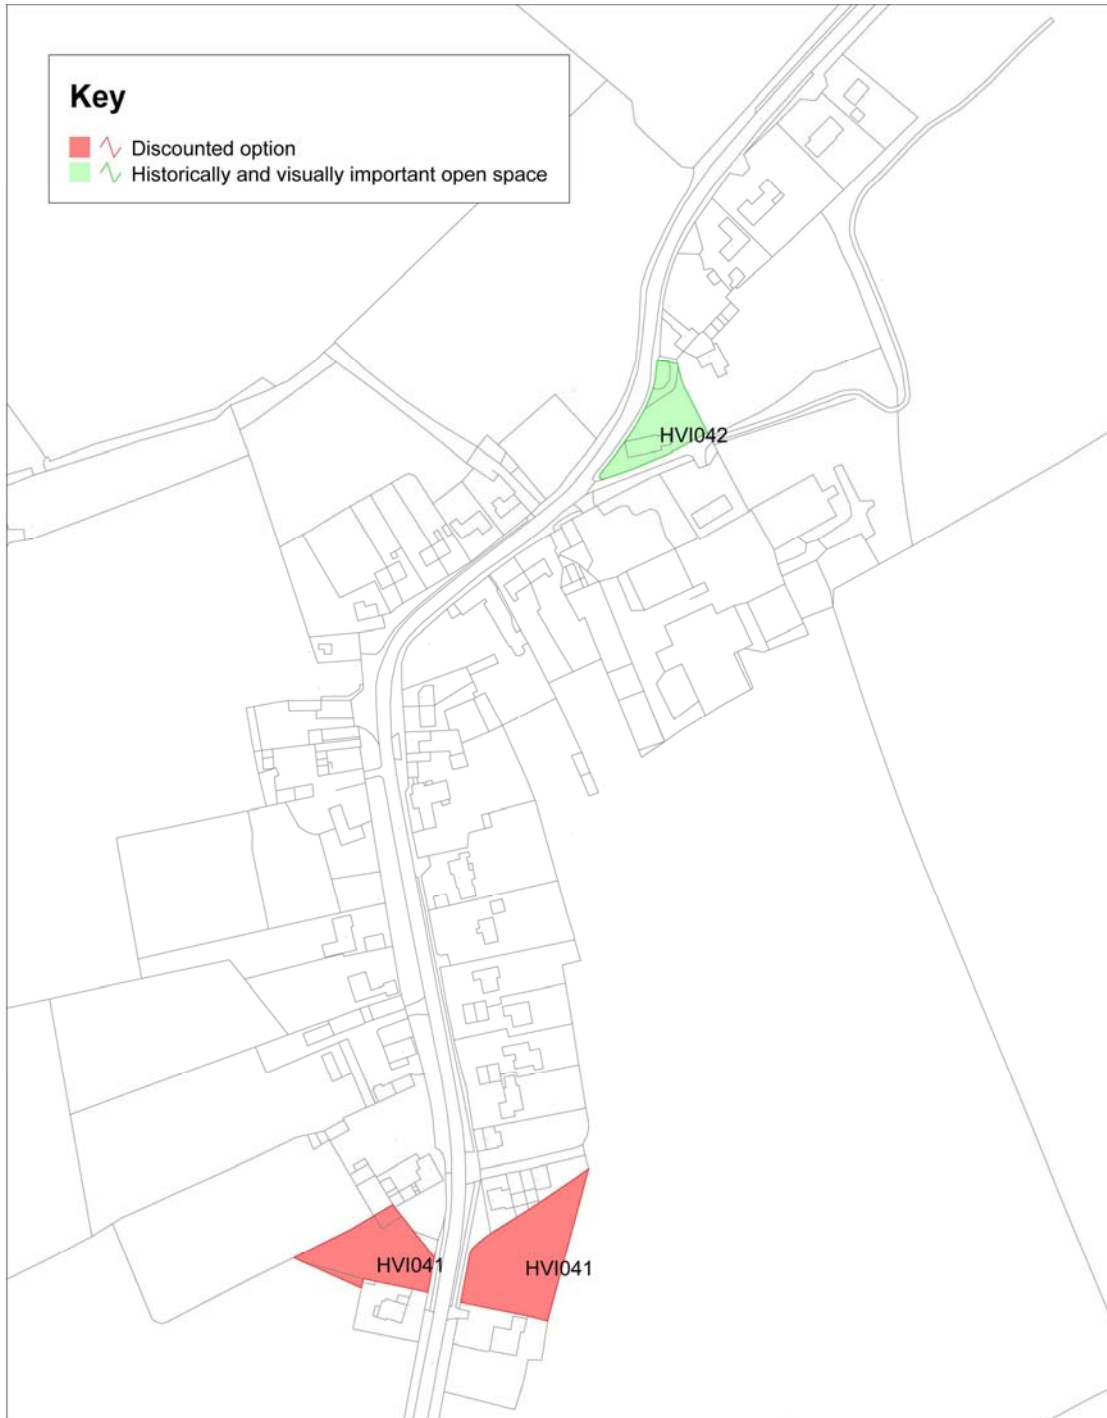 Key
Discounted option
Historically and visually important open space
HVI042
HVI041
HVI041